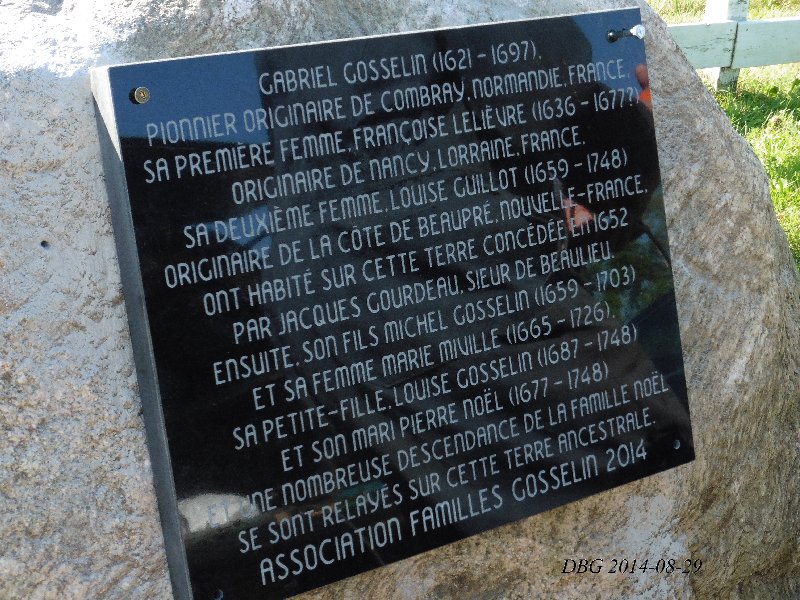 GABRIEL GOSSELIN (1621 - 1697),
PIONNIER ORIGINAIRE DE COMBRAY, NORMANDIE, FRANCE,
SA PREMIÈRE FEMME, FRANÇOISE LELIÈVRE (1636 - 1677?)
ORIGINAIRE DE NANCY, LORRAINE, FRANCE,
SA DEUXIÈME FEMME, LOUISE GUILLOT (1659 - 1748)
ORIGINAIRE DE LA CÔTE DE BEAUPRÉ, NOUVELLE-FRANCE,
ONT HABITÉ SUR CETTE TERRE CONCÉDÉE EN 1652
PAR JACQUES GOURDEAU, SIEUR DE BEAULIEU.
ENSUITE, SON FILS MICHEL GOSSELIN (1659 - 1703)
ET SA FEMME MARIE MIVILLE (1665 - 1726),
SA PETITE-FILLE, LOUISE GOSSELIN (1687 - 1748)
ET SON MARI PIERRE NOËL (1677 - 1748)
ET UNE NOMBREUSE DESCENDANCE DE LA FAMILLE NOËL
SE SONT RELAYÉS SUR CETTE TERRE ANCESTRALE.
ASSOCIATION FAMILLES GOSSELIN 2014
DBG 2014-08-29